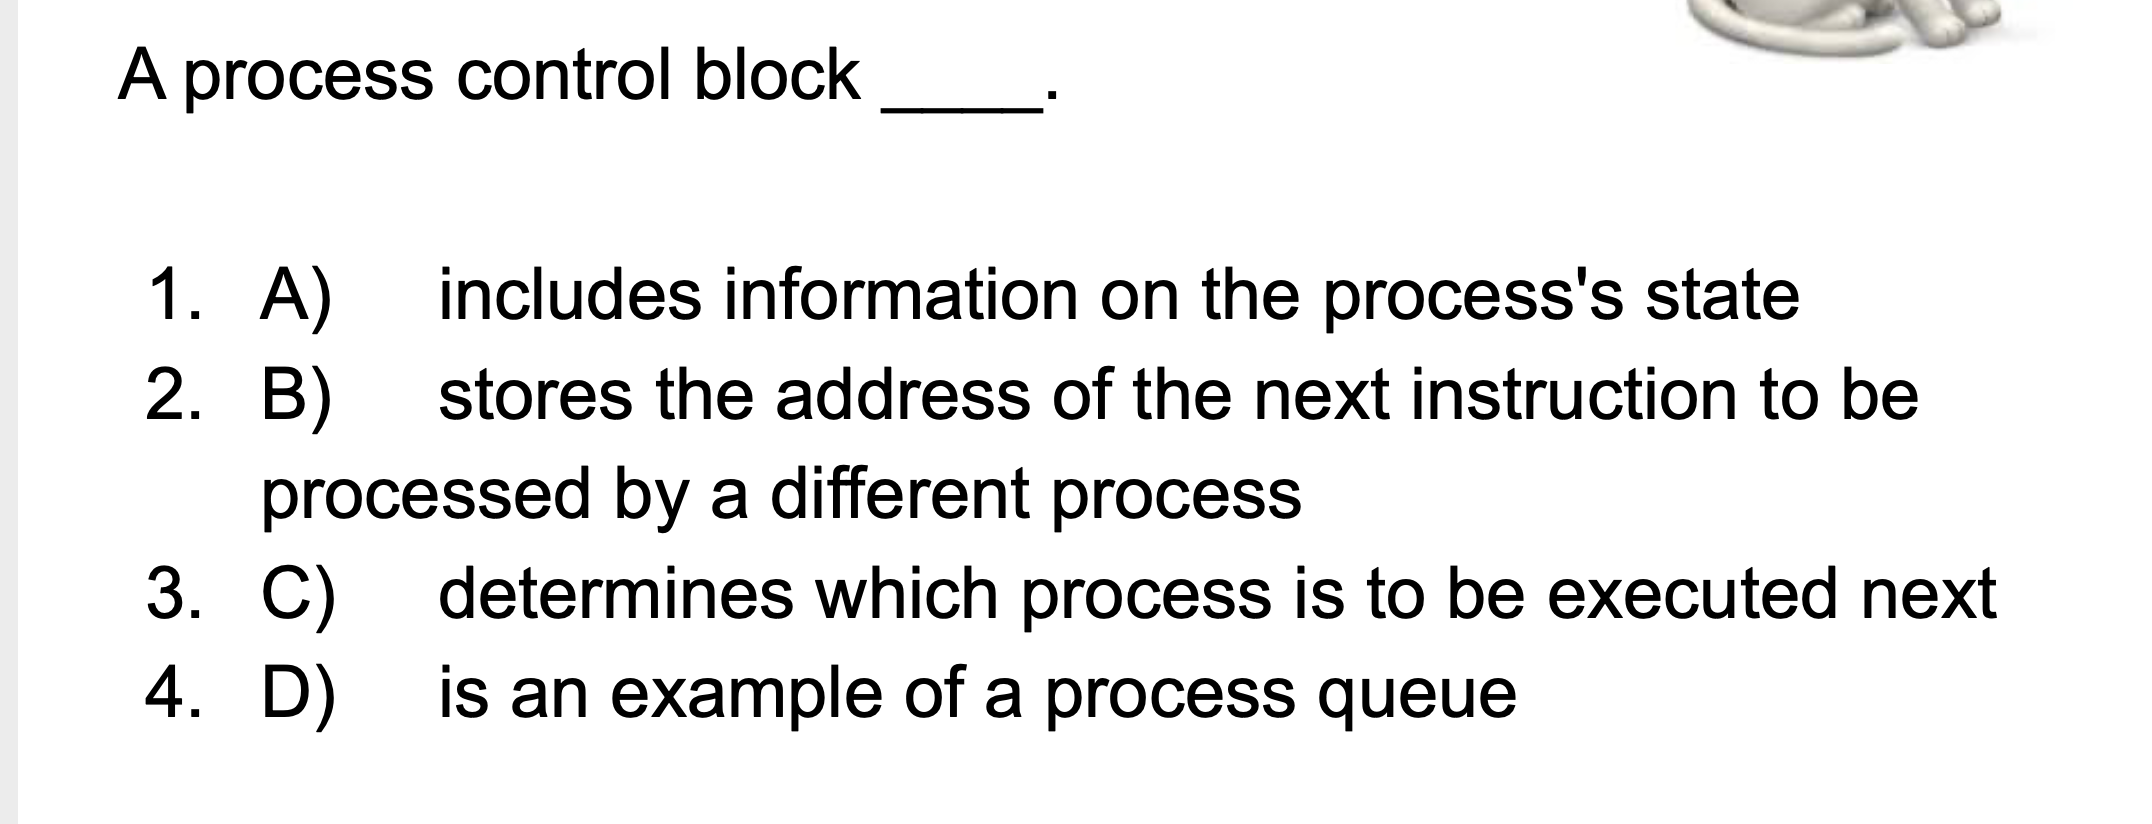 A process control block ____.
1. A) includes information on the process's state
2. B) stores the address of the next instruction to be
processed by a different process
3. C) determines which process is to be executed next
4. D) is an example of a process queue